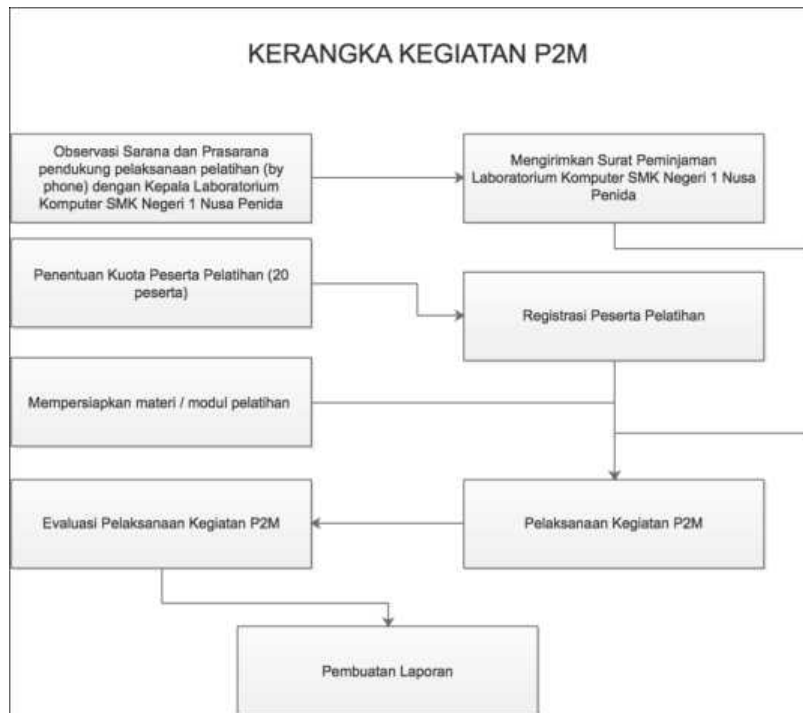 KERANGKA KEGIATAN P2M
Observasi Sarana dan Prasarana
pendukung pelaksanaan pelatihan (by
phone) dengan Kepala Laboratorium
Komputer SMK Negeri 1 Nusa Penida
Mengirimkan Surat Peminjaman
Laboratorium Komputer SMK Negeri 1 Nusa
Penida
Penentuan Kuota Peserta Pelatihan (20
peserta)
Registrasi Peserta Pelatihan
Mempersiapkan materi / modul pelatihan
Evaluasi Pelaksanaan Kegiatan P2M
Pelaksanaan Kegiatan P2M
Pembuatan Laporan